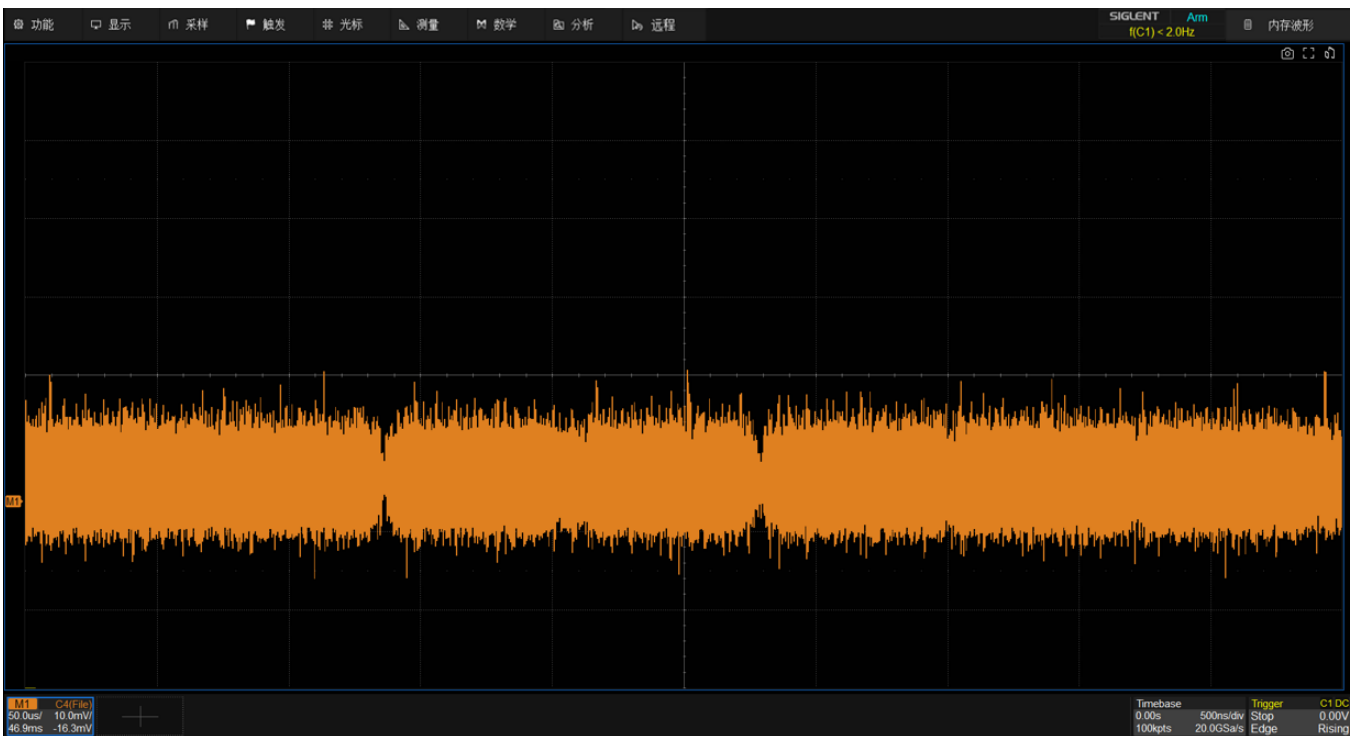 功能 显示 采样 触发 光标 测量 数学 分析 远程
SIGLENT Arm
f(C1) < 2.0Hz
内存波形
M1
M1 C4(File)
50.0us/ 10.0mV/
46.9ms -16.3mV
Timebase
0.00s 500ns/div
100kpts 20.0GSa/s
Trigger C1 DC
Stop 0.00V
Edge Rising